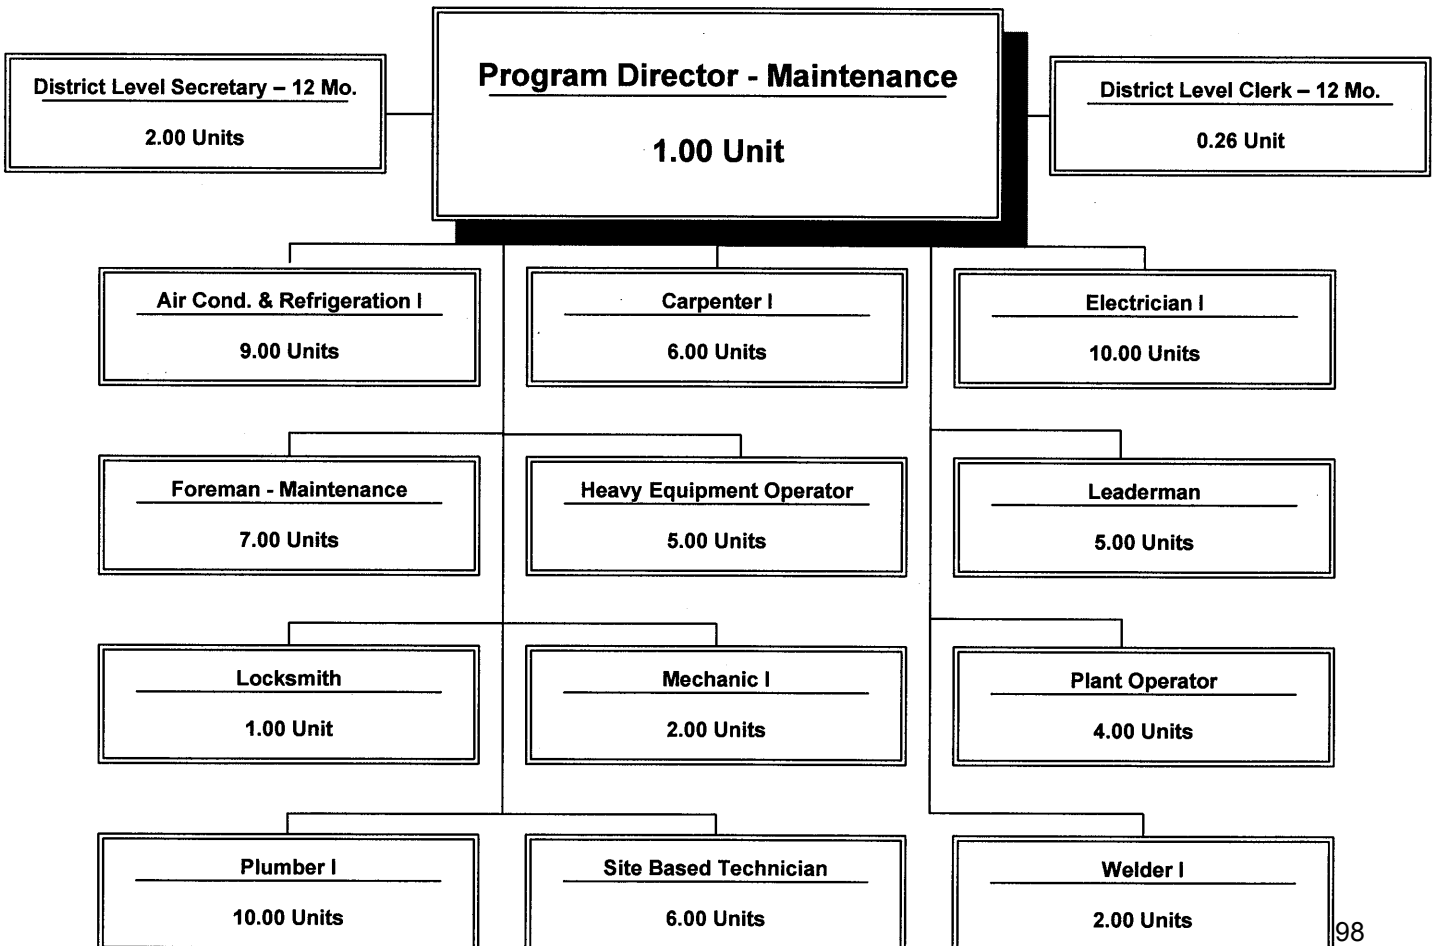 Program Director - Maintenance
1.00 Unit
District Level Secretary – 12 Mo.
2.00 Units
District Level Clerk – 12 Mo.
0.26 Unit
Air Cond. & Refrigeration I
9.00 Units
Carpenter I
6.00 Units
Electrician I
10.00 Units
Foreman - Maintenance
7.00 Units
Heavy Equipment Operator
5.00 Units
Leaderman
5.00 Units
Locksmith
1.00 Unit
Mechanic I
2.00 Units
Plant Operator
4.00 Units
Plumber I
10.00 Units
Site Based Technician
6.00 Units
Welder I
2.00 Units
98